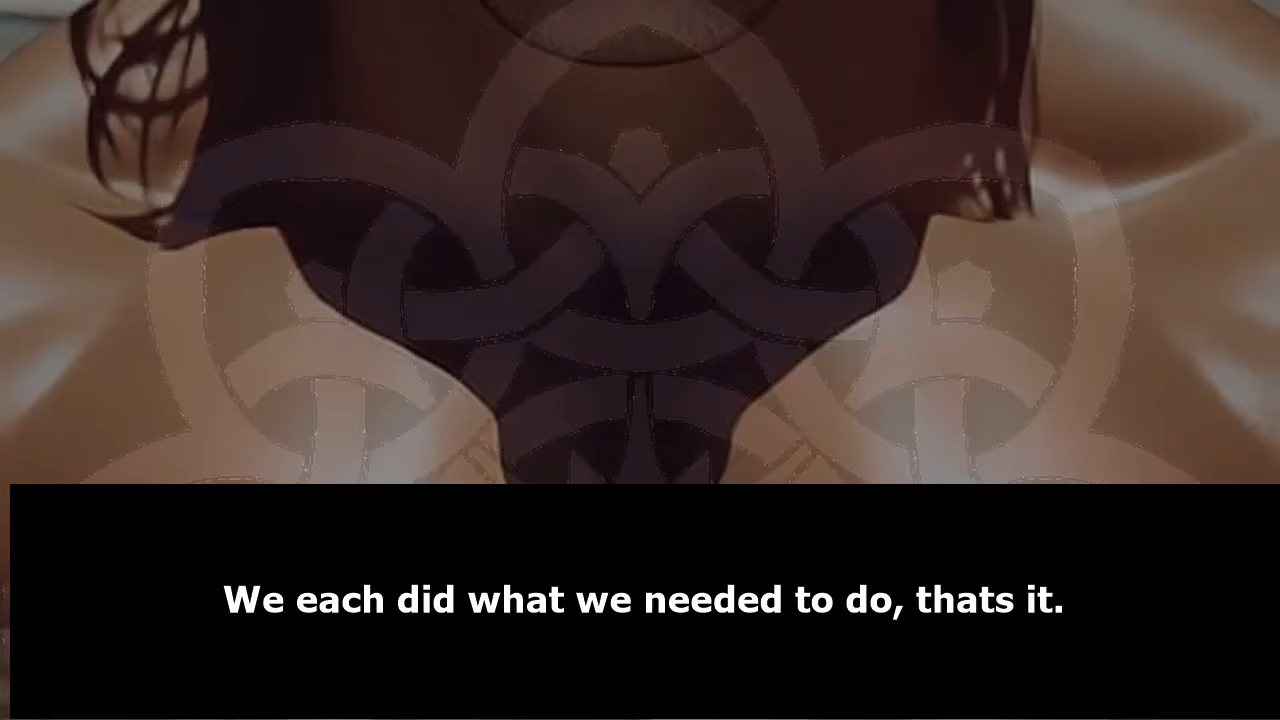 We each did what we needed to do, thats it.